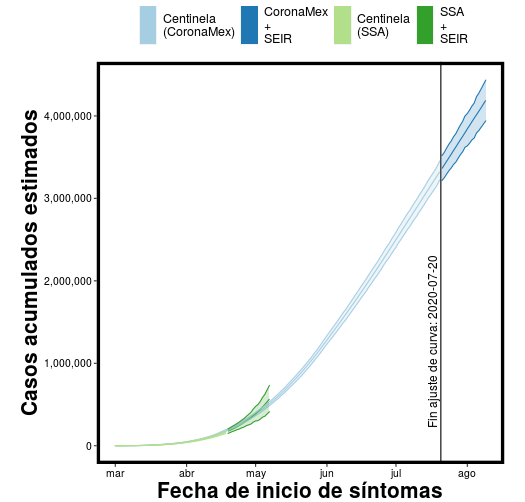 Centinela
(CoronaMex)
CoronaMex
+
SEIR
Centinela
(SSA)
SSA
+
SEIR
Casos acumulados estimados
4,000,000
3,000,000
2,000,000
1,000,000
0
Fin ajuste de curva: 2020-07-20
mar
abr
may
jun
jul
ago
Fecha de inicio de síntomas